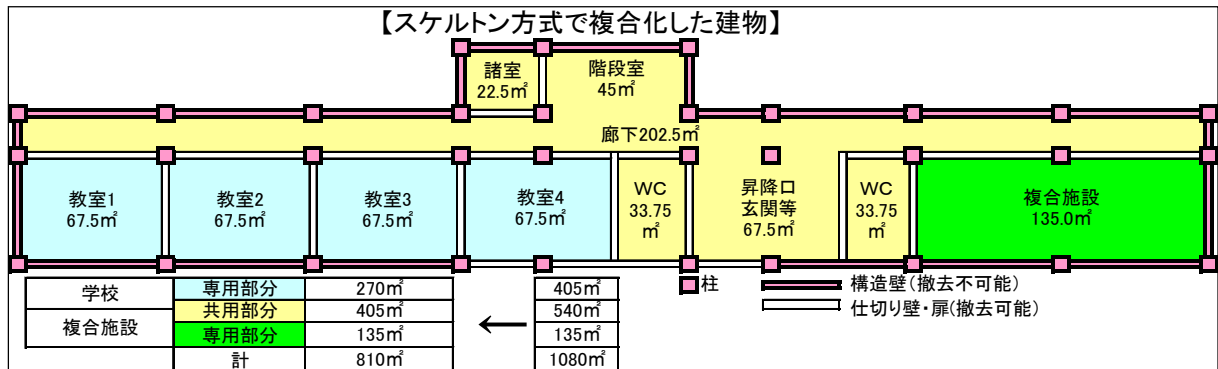 【スケルトン方式で複合化した建物】
諸室
22.5㎡
階段室
45㎡
廊下202.5㎡
教室1
67.5㎡
教室2
67.5㎡
教室3
67.5㎡
教室4
67.5㎡
WC
33.75
㎡
昇降口
玄関等
67.5㎡
WC
33.75
㎡
複合施設
135.0㎡
学校 専用部分 270㎡ 405㎡
共用部分 405㎡ 540㎡
複合施設 専用部分 135㎡ ← 135㎡
計 810㎡ 1080㎡
柱
構造壁(撤去不可能)
仕切り壁・扉(撤去可能)